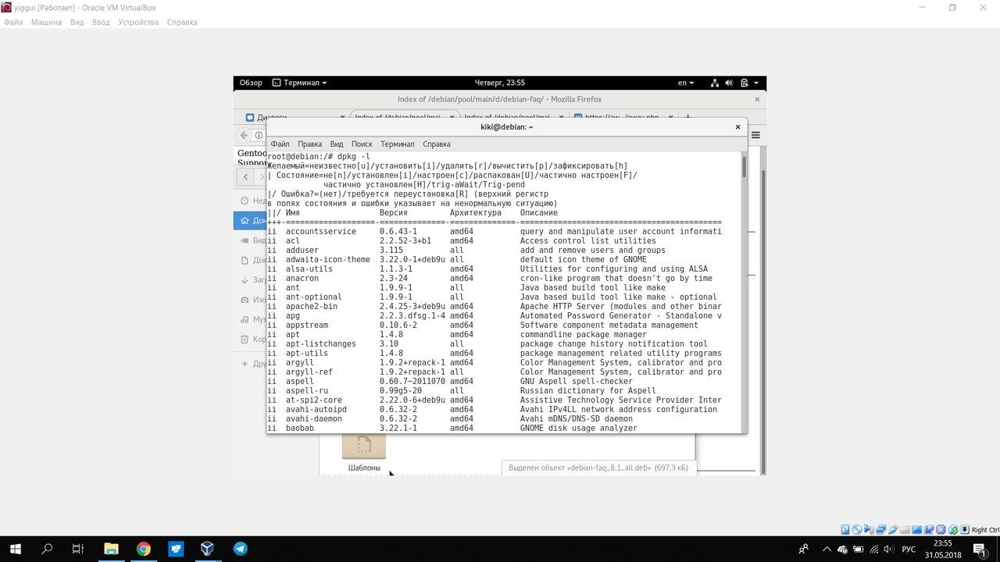 yiggui [Работает] - Oracle VM VirtualBox
Файл Машина Вид Ввод Устройства Справка
Обзор Терминал Четверг, 23:55 en
Index of /debian/pool/main/d/debian-faq/ - Mozilla Firefox
Диалоги Index of /debian/pool/mai Index of /debian/pool/mai https://aw.../away.php
kiki@debian: ~
Файл Правка Вид Поиск Терминал Справка
Gentoo
Support
root@debian:/# dpkg -l
Желаемый=неизвестно[u]/установить[i]/удалить[r]/вычистить[p]/зафиксировать[h]
| Состояние=не[n]/установлен[i]/настроен[c]/распакован[U]/частично настроен[F]/
частично установлен[H]/trig-aWait/Trig-pend
|/ Ошибка?=(нет)/требуется переустановка[R] (верхний регистр
в полях состояния и ошибки указывает на ненормальную ситуацию)
||/ Имя Версия Архитектура Описание
+++-===================-==============-==============-===========================================
ii accountsservice 0.6.43-1 amd64 query and manipulate user account informati
ii acl 2.2.52-3+b1 amd64 Access control list utilities
ii adduser 3.115 all add and remove users and groups
ii adwaita-icon-theme 3.22.0-1+deb9u all default icon theme of GNOME
ii alsa-utils 1.1.3-1 amd64 Utilities for configuring and using ALSA
ii anacron 2.3-24 amd64 cron-like program that doesn't go by time
ii ant 1.9.9-1 all Java based build tool like make
ii ant-optional 1.9.9-1 all Java based build tool like make - optional
ii apache2-bin 2.4.25-3+deb9u amd64 Apache HTTP Server (modules and other binar
ii apg 2.2.3.dfsg.1-4 amd64 Automated Password Generator - Standalone v
ii appstream 0.10.6-2 amd64 Software component metadata management
ii apt 1.4.8 amd64 commandline package manager
ii apt-listchanges 3.10 all package change history notification tool
ii apt-utils 1.4.8 amd64 package management related utility programs
ii argyll 1.9.2+repack-1 amd64 Color Management System, calibrator and pro
ii argyll-ref 1.9.2+repack-1 all Color Management System, calibrator and pro
ii aspell 0.60.7~2011070 amd64 GNU Aspell spell-checker
ii aspell-ru 0.99g5-20 all Russian dictionary for Aspell
ii at-spi2-core 2.22.0-6+deb9u amd64 Assistive Technology Service Provider Inter
ii avahi-autoipd 0.6.32-2 amd64 Avahi IPv4LL network address configuration
ii avahi-daemon 0.6.32-2 amd64 Avahi mDNS/DNS-SD daemon
ii baobab 3.22.1-1 amd64 GNOME disk usage analyzer
Нед
До
Вид
Док
Загр
Изо
Муз
Кор
Дру
Шаблоны
Выделен объект «debian-faq_8.1_all.deb» (697,3 кБ)
Right Ctrl
РУС
23:55
31.05.2018
1